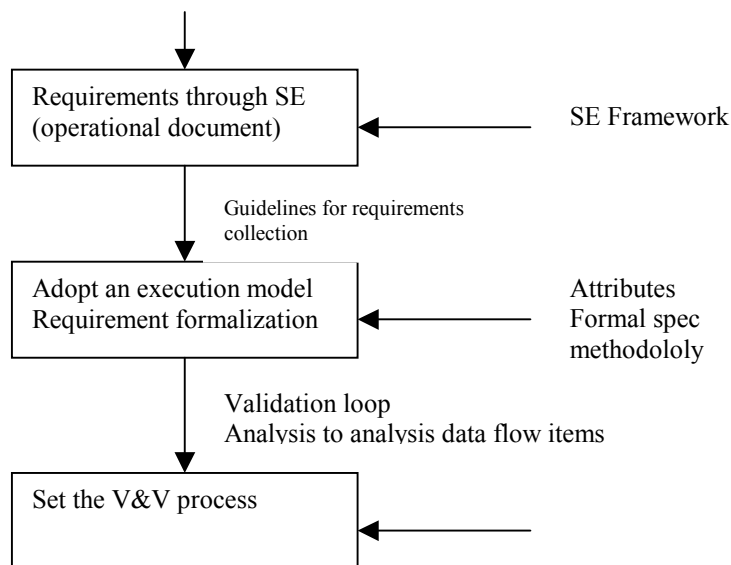 Requirements through SE
(operational document)
SE Framework
Guidelines for requirements
collection
Adopt an execution model
Requirement formalization
Attributes
Formal spec
methodololy
Validation loop
Analysis to analysis data flow items
Set the V&V process